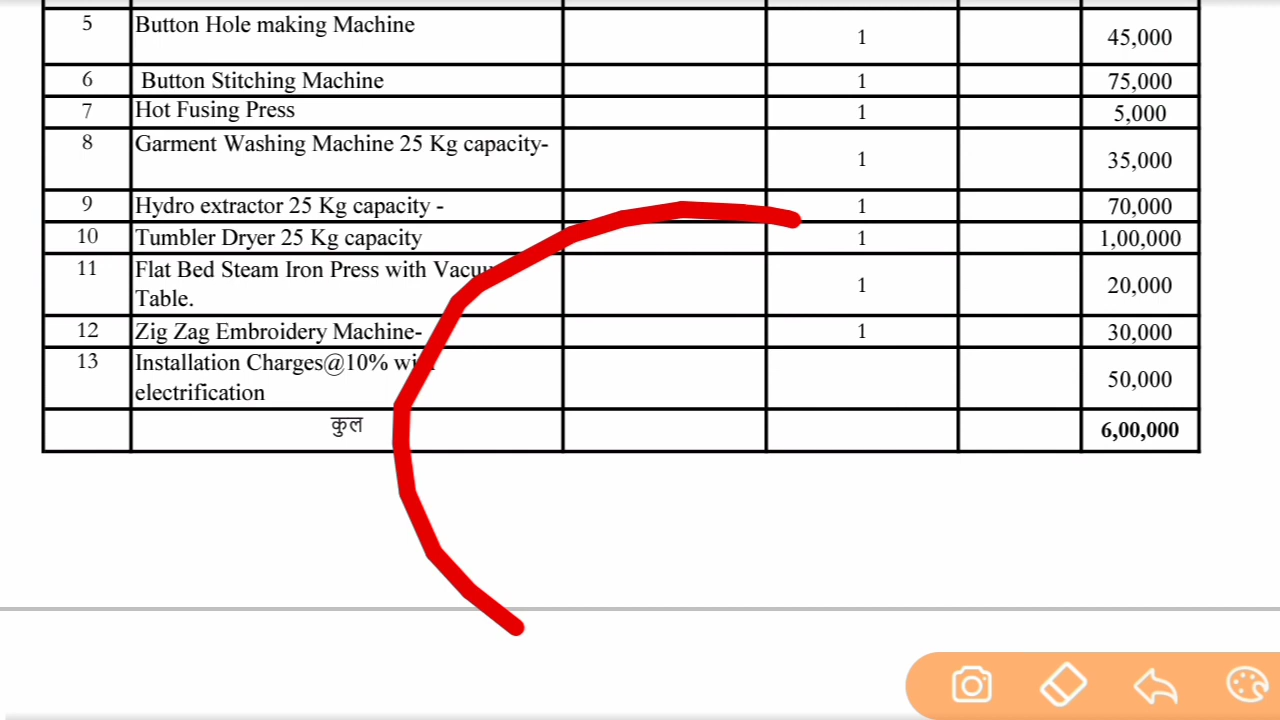 5 Button Hole making Machine 1 45,000
6 Button Stitching Machine 1 75,000
7 Hot Fusing Press 1 5,000
8 Garment Washing Machine 25 Kg capacity- 1 35,000
9 Hydro extractor 25 Kg capacity - 1 70,000
10 Tumbler Dryer 25 Kg capacity 1 1,00,000
11 Flat Bed Steam Iron Press with
Table. 1 20,000
12 Zig Zag Embroidery Machine- 1 30,000
13 Installation Charges@10%
electrification 50,000
कुल 6,00,000